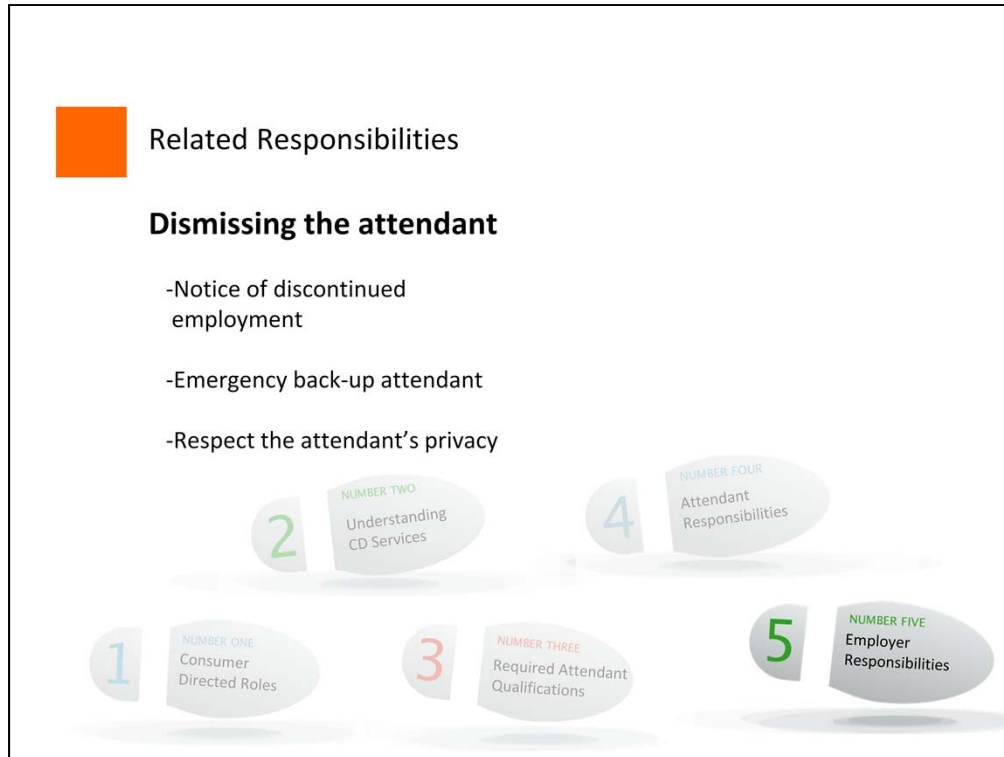 Related Responsibilities
Dismissing the attendant
-Notice of discontinued
employment
-Emergency back-up attendant
-Respect the attendant’s privacy
2
NUMBER TWO
Understanding
CD Services
4
NUMBER FOUR
Attendant
Responsibilities
1
NUMBER ONE
Consumer
Directed Roles
3
NUMBER THREE
Required Attendant
Qualifications
5
NUMBER FIVE
Employer
Responsibilities